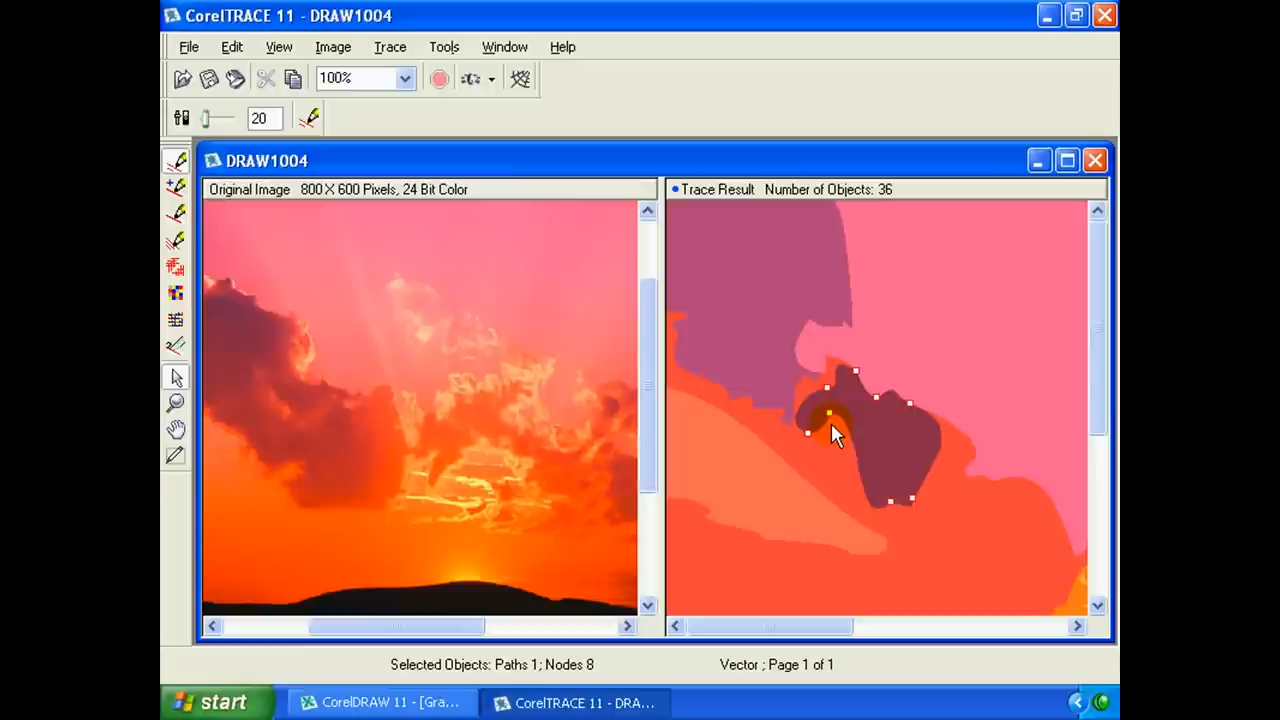 CorelTRACE 11 - DRAW1004
File Edit View Image Trace Tools Window Help
100%
20
DRAW1004
Original Image 800 X 600 Pixels, 24 Bit Color
Trace Result Number of Objects: 36
Selected Objects: Paths 1; Nodes 8
Vector ; Page 1 of 1
start
CorelDRAW 11 - [Gra...
CorelTRACE 11 - DRA...